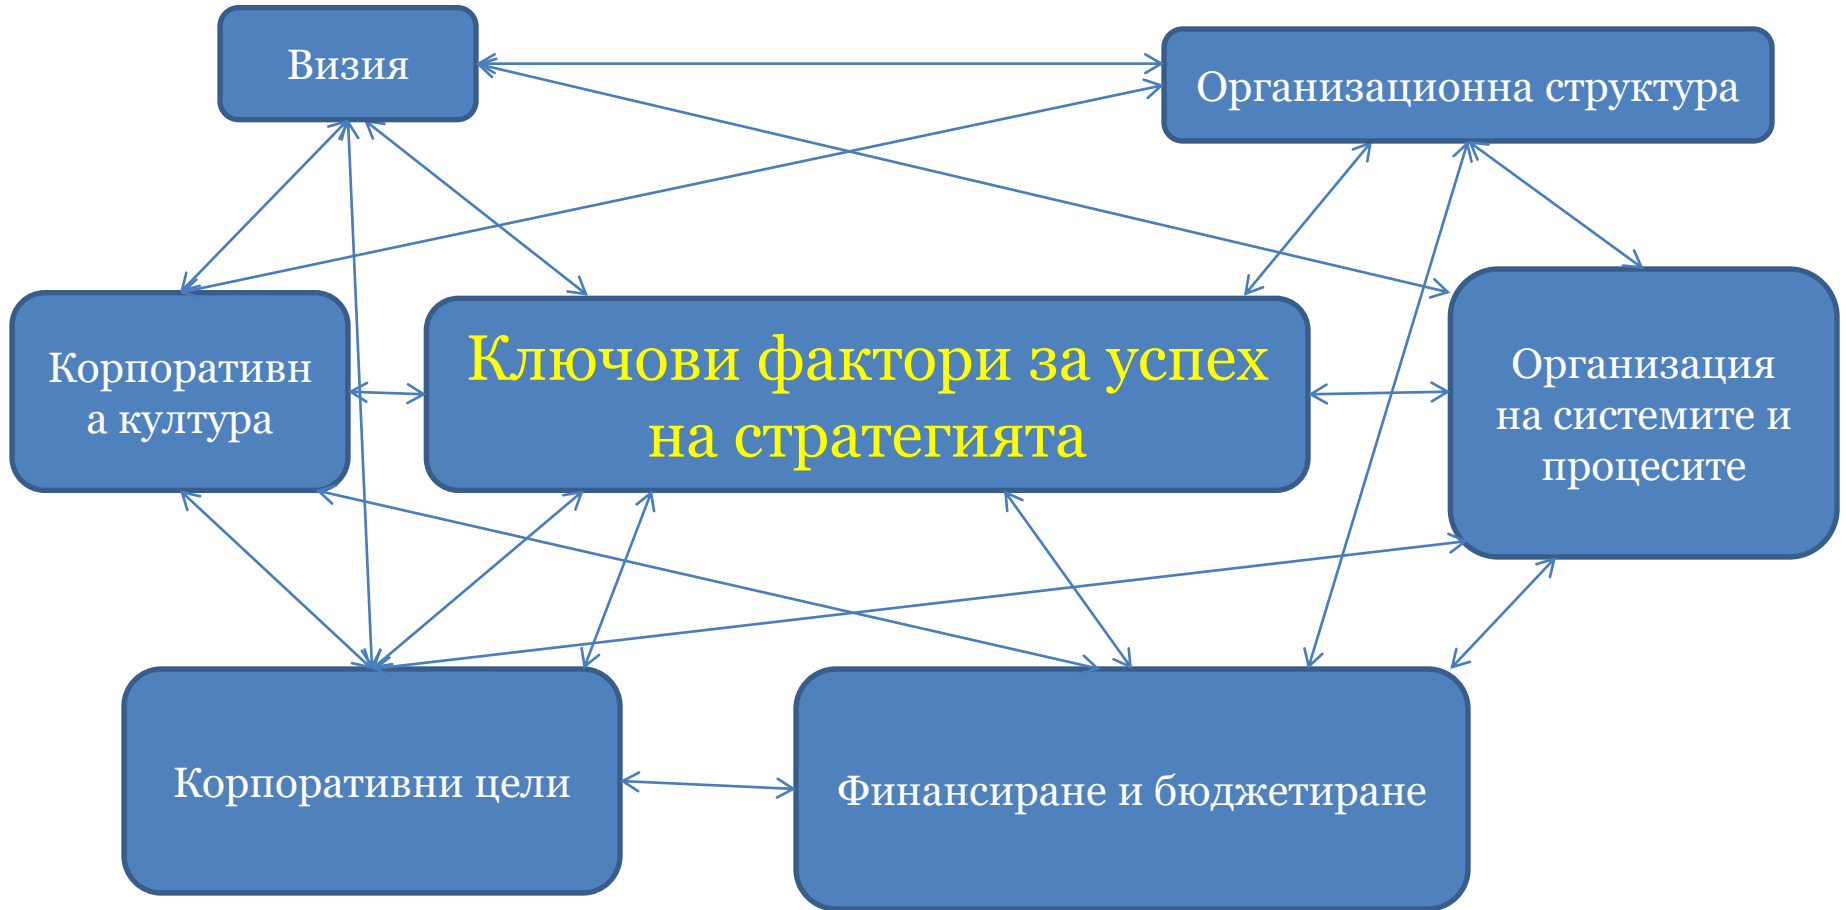 Визия
Организационна структура
Корпоративн
а култура
Ключови фактори за успех
на стратегията
Организация
на системите и
процесите
Корпоративни цели
Финансиране и бюджетиране